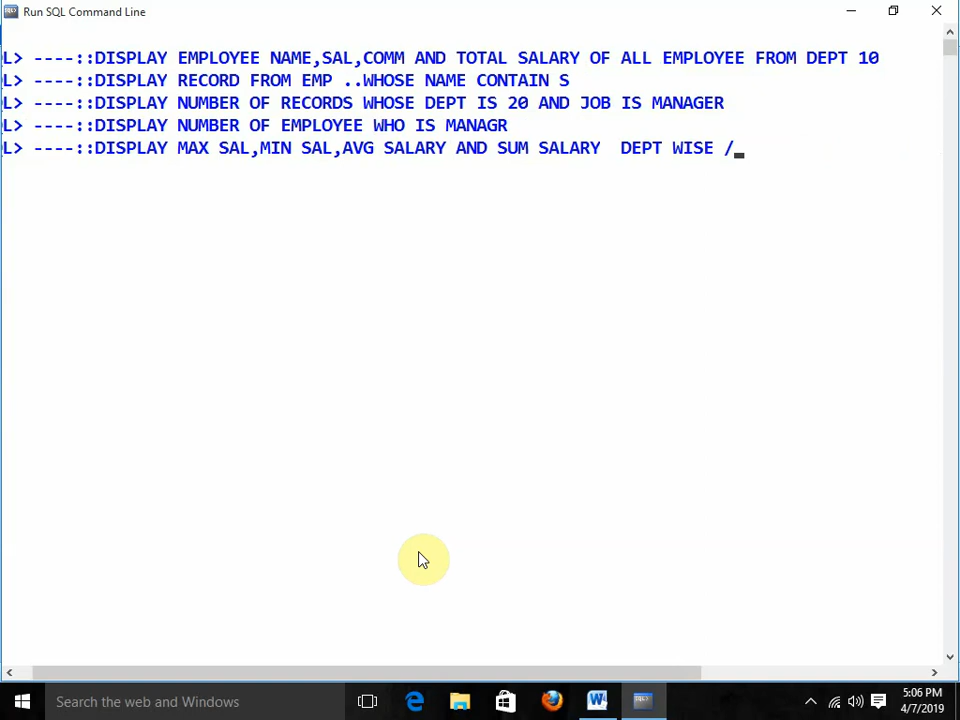 Run SQL Command Line
L> ----::DISPLAY EMPLOYEE NAME,SAL,COMM AND TOTAL SALARY OF ALL EMPLOYEE FROM DEPT 10
L> ----::DISPLAY RECORD FROM EMP ..WHOSE NAME CONTAIN S
L> ----::DISPLAY NUMBER OF RECORDS WHOSE DEPT IS 20 AND JOB IS MANAGER
L> ----::DISPLAY NUMBER OF EMPLOYEE WHO IS MANAGR
L> ----::DISPLAY MAX SAL,MIN SAL,AVG SALARY AND SUM SALARY  DEPT WISE /_
Search the web and Windows
5:06 PM
4/7/2019